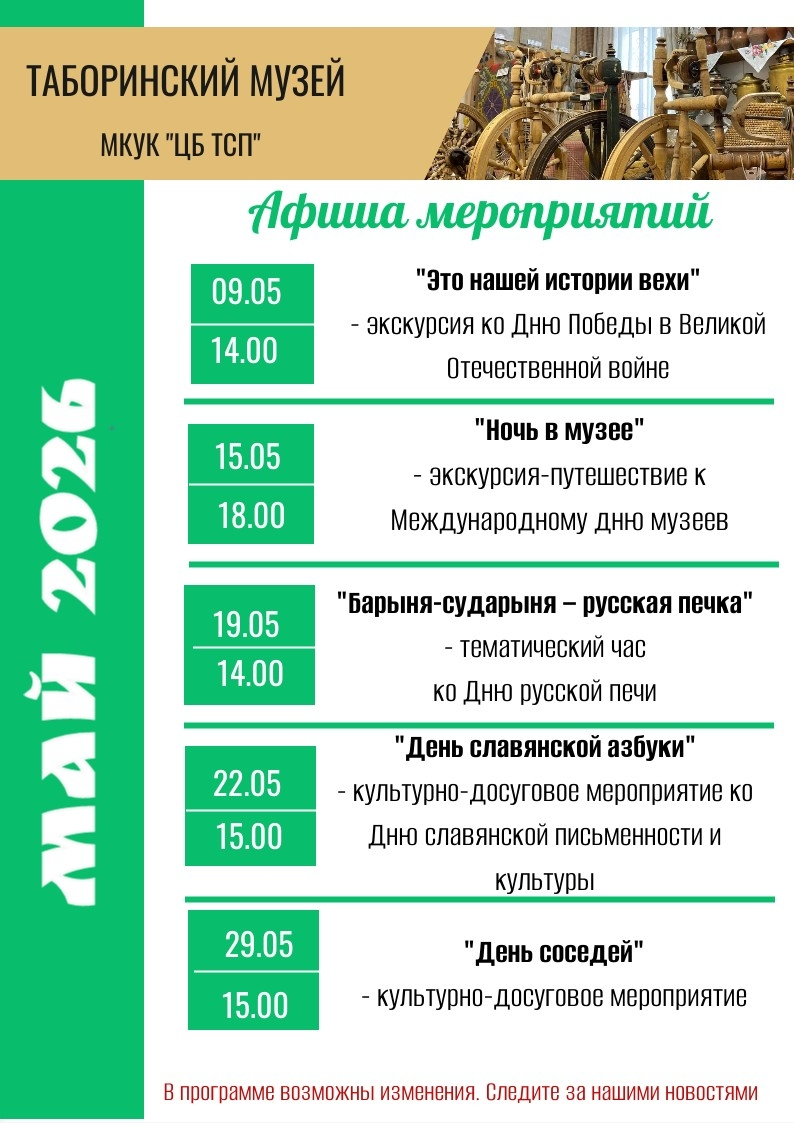 ТАБОРИНСКИЙ МУЗЕЙ
МКУК "ЦБ ТСП"
Афиша мероприятий
МАЙ 2026
09.05
14.00
"Это нашей истории вехи"
- экскурсия ко Дню Победы в Великой
Отечественной войне
15.05
18.00
"Ночь в музее"
- экскурсия-путешествие к
Международному дню музеев
19.05
14.00
"Барыня-сударыня – русская печка"
- тематический час
ко Дню русской печи
22.05
15.00
"День славянской азбуки"
- культурно-досуговое мероприятие ко
Дню славянской письменности и
культуры
29.05
15.00
"День соседей"
- культурно-досуговое мероприятие
В программе возможны изменения. Следите за нашими новостями